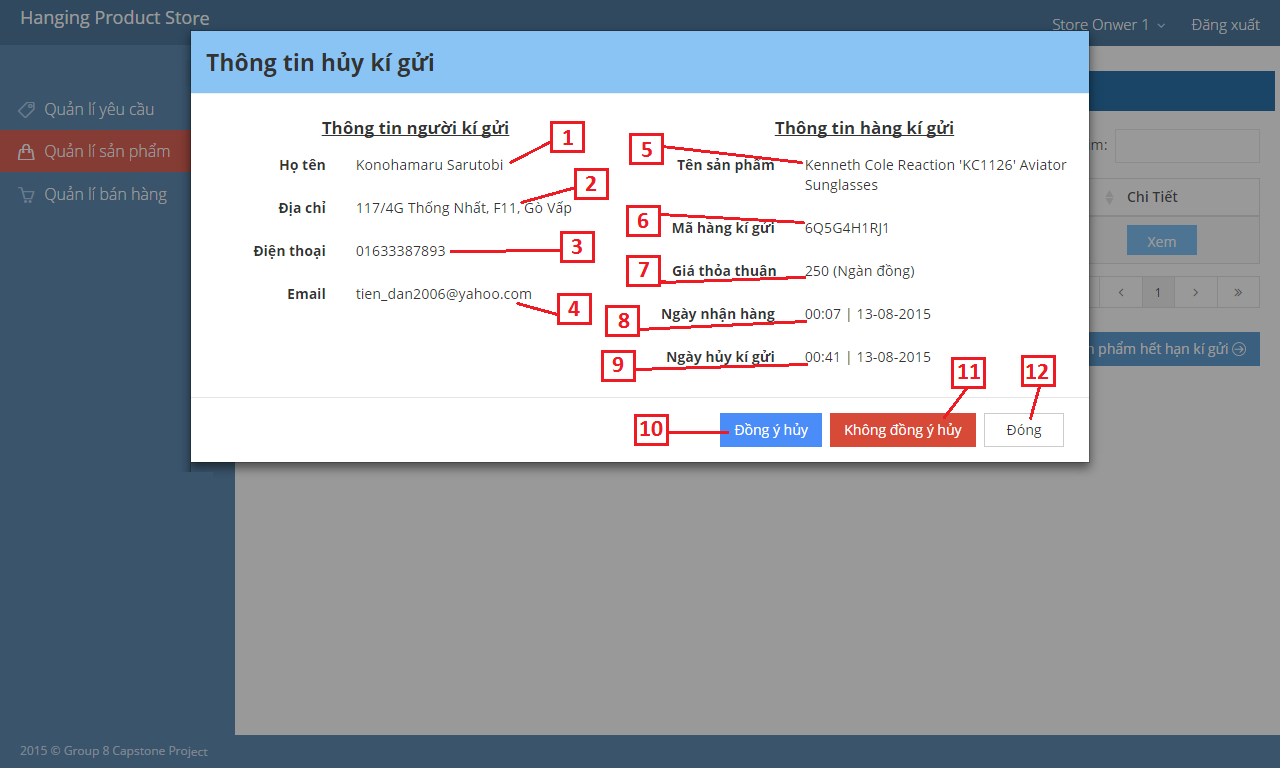 Hanging Product Store
Store Onwer 1
Đăng xuất
Quản lí yêu cầu
Quản lí sản phẩm
Quản lí bán hàng
Thông tin hủy kí gửi
Thông tin người kí gửi
1
Họ tên
Konohamaru Sarutobi
2
Địa chỉ
117/4G Thống Nhất, F11, Gò Vấp
3
Điện thoại
01633387893
Email
tien_dan2006@yahoo.com
4
Thông tin hàng kí gửi
5
Tên sản phẩm
Kenneth Cole Reaction 'KC1126' Aviator
Sunglasses
6
Mã hàng kí gửi
6Q5G4H1RJ1
7
Giá thỏa thuận
250 (Ngàn đồng)
8
Ngày nhận hàng
00:07 | 13-08-2015
9
Ngày hủy kí gửi
00:41 | 13-08-2015
10
11
12
Đồng ý hủy
Không đồng ý hủy
Đóng
Chi Tiết
Xem
1
phẩm hết hạn kí gửi
2015 © Group 8 Capstone Project